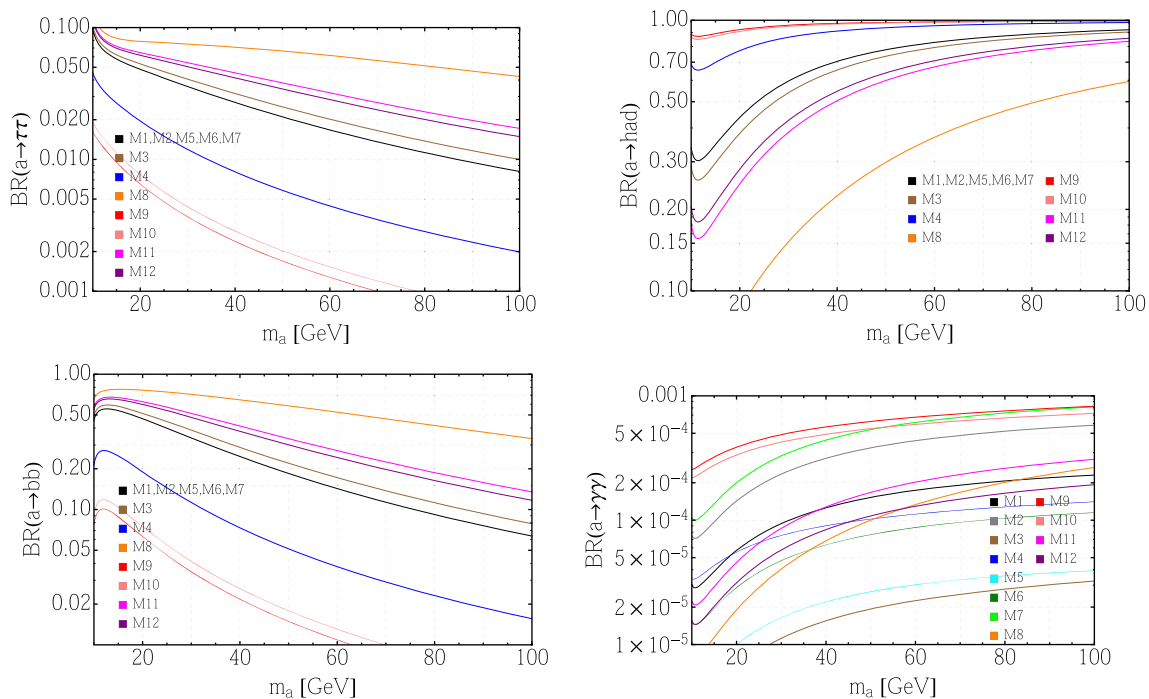 BR(a→ττ)
0.100
0.050
0.020
0.010
0.005
0.002
0.001
M1,M2,M5,M6,M7
M3
M4
M8
M9
M10
M11
M12
20 40 60 80 100
m_a [GeV]
BR(a→had)
1.00
0.70
0.50
0.30
0.20
0.15
0.10
M1,M2,M5,M6,M7 M9
M3 M10
M4 M11
M8 M12
20 40 60 80 100
m_a [GeV]
BR(a→bb)
1.00
0.50
0.20
0.10
0.05
0.02
M1,M2,M5,M6,M7
M3
M4
M8
M9
M10
M11
M12
20 40 60 80 100
m_a [GeV]
BR(a→γγ)
0.001
5×10⁻⁴
2×10⁻⁴
1×10⁻⁴
5×10⁻⁵
2×10⁻⁵
1×10⁻⁵
M1 M9
M2 M10
M3 M11
M4 M12
M5
M6
M7
M8
20 40 60 80 100
m_a [GeV]